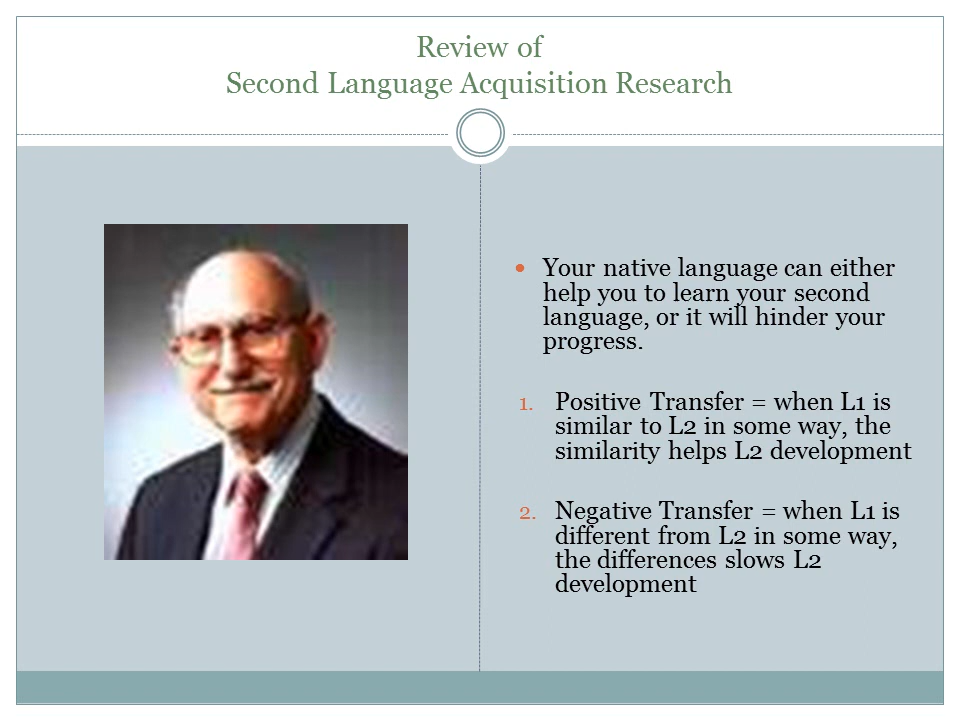 Review of
Second Language Acquisition Research
• Your native language can either
help you to learn your second
language, or it will hinder your
progress.
1. Positive Transfer = when L1 is
similar to L2 in some way, the
similarity helps L2 development
2. Negative Transfer = when L1 is
different from L2 in some way,
the differences slows L2
development